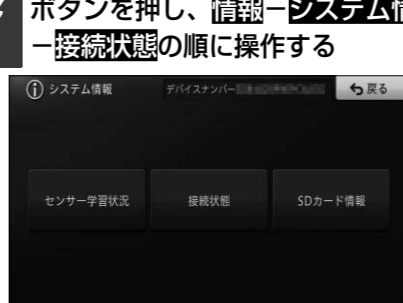 ボタンを押し、情報ーシステム情
ー接続状態の順に操作する
システム情報
デバイスナンバー
戻る
センサー学習状況
接続状態
SDカード情報